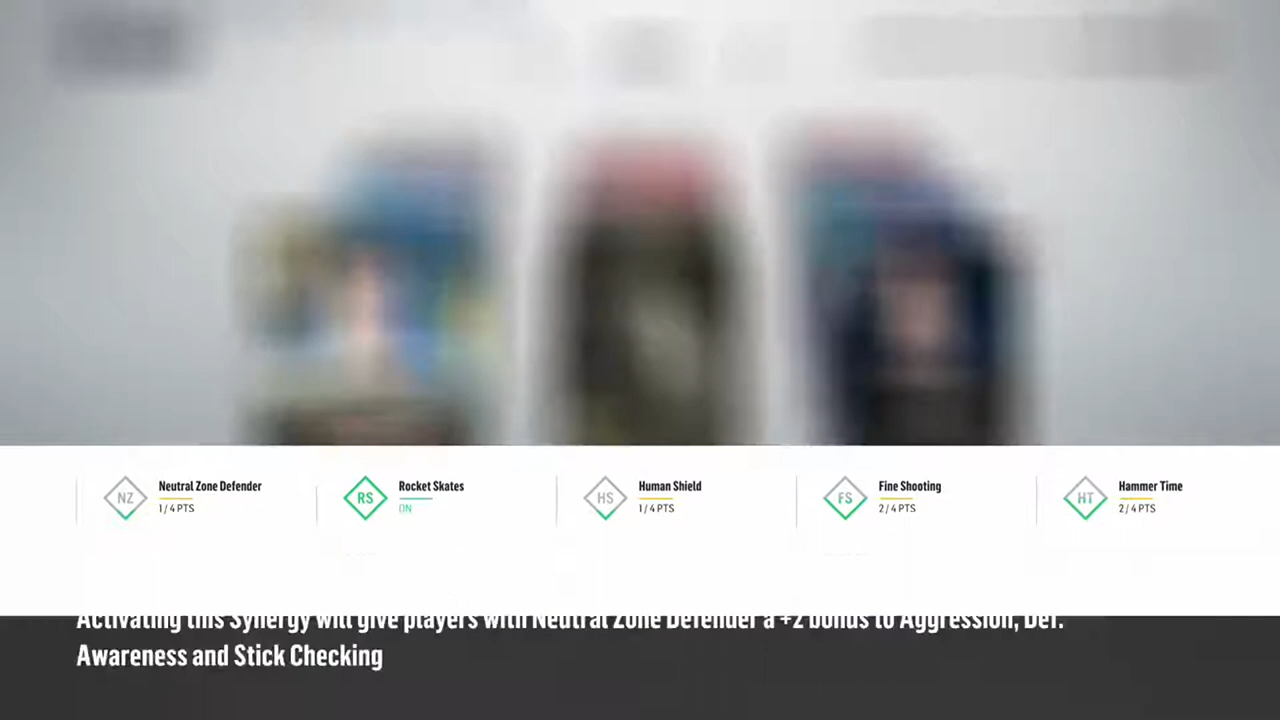 NZ Neutral Zone Defender
1/4 PTS
RS Rocket Skates
ON
HS Human Shield
1/4 PTS
FS Fine Shooting
2/4 PTS
HT Hammer Time
2/4 PTS
Activating this Synergy will give players with Neutral Zone Defender a +2 bonus to Aggression, Def.
Awareness and Stick Checking